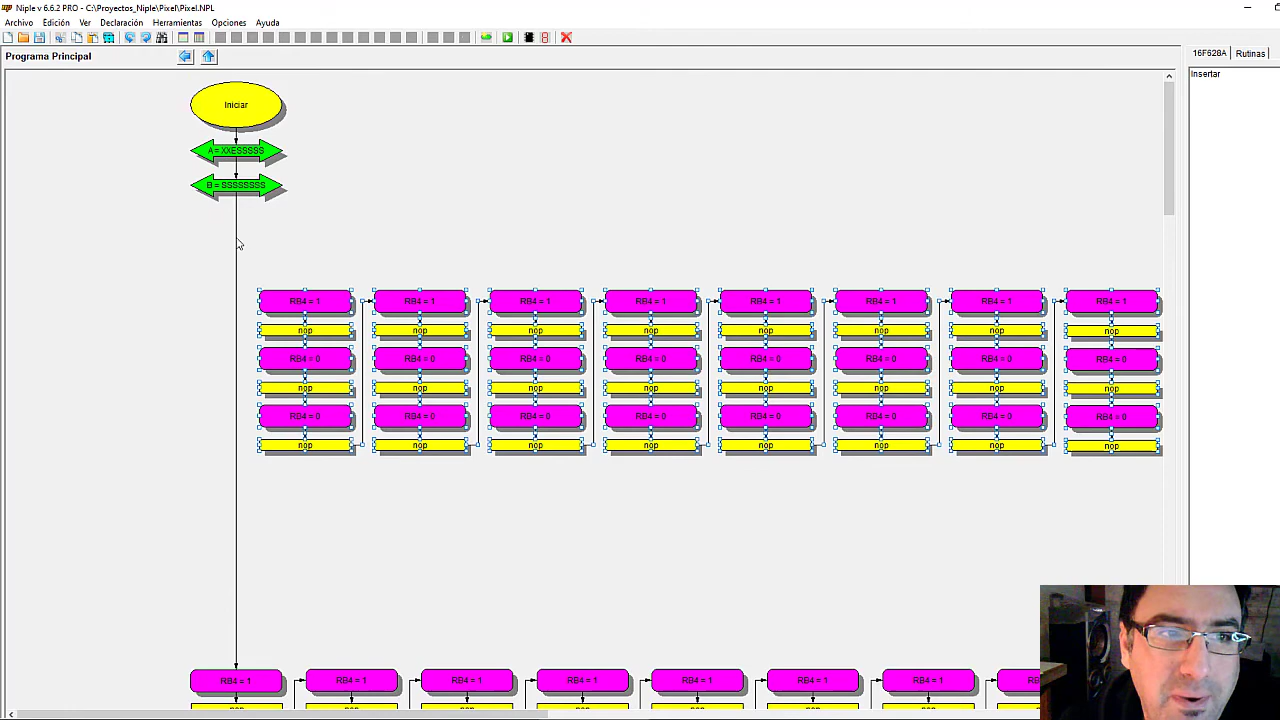 Niple v 6.6.2 PRO - C:\Proyectos_Niple\Pixel\Pixel.NPL
Archivo Edición Ver Declaración Herramientas Opciones Ayuda
Programa Principal
16F628A Rutinas
Insertar
Iniciar
A = XXESSSSS
B = SSSSSSSS
RB4 = 1 RB4 = 1 RB4 = 1 RB4 = 1 RB4 = 1 RB4 = 1 RB4 = 1 RB4 = 1
nop nop nop nop nop nop nop nop
RB4 = 0 RB4 = 0 RB4 = 0 RB4 = 0 RB4 = 0 RB4 = 0 RB4 = 0 RB4 = 0
nop nop nop nop nop nop nop nop
RB4 = 0 RB4 = 0 RB4 = 0 RB4 = 0 RB4 = 0 RB4 = 0 RB4 = 0 RB4 = 0
nop nop nop nop nop nop nop nop
RB4 = 1 RB4 = 1 RB4 = 1 RB4 = 1 RB4 = 1 RB4 = 1 RB4 = 1